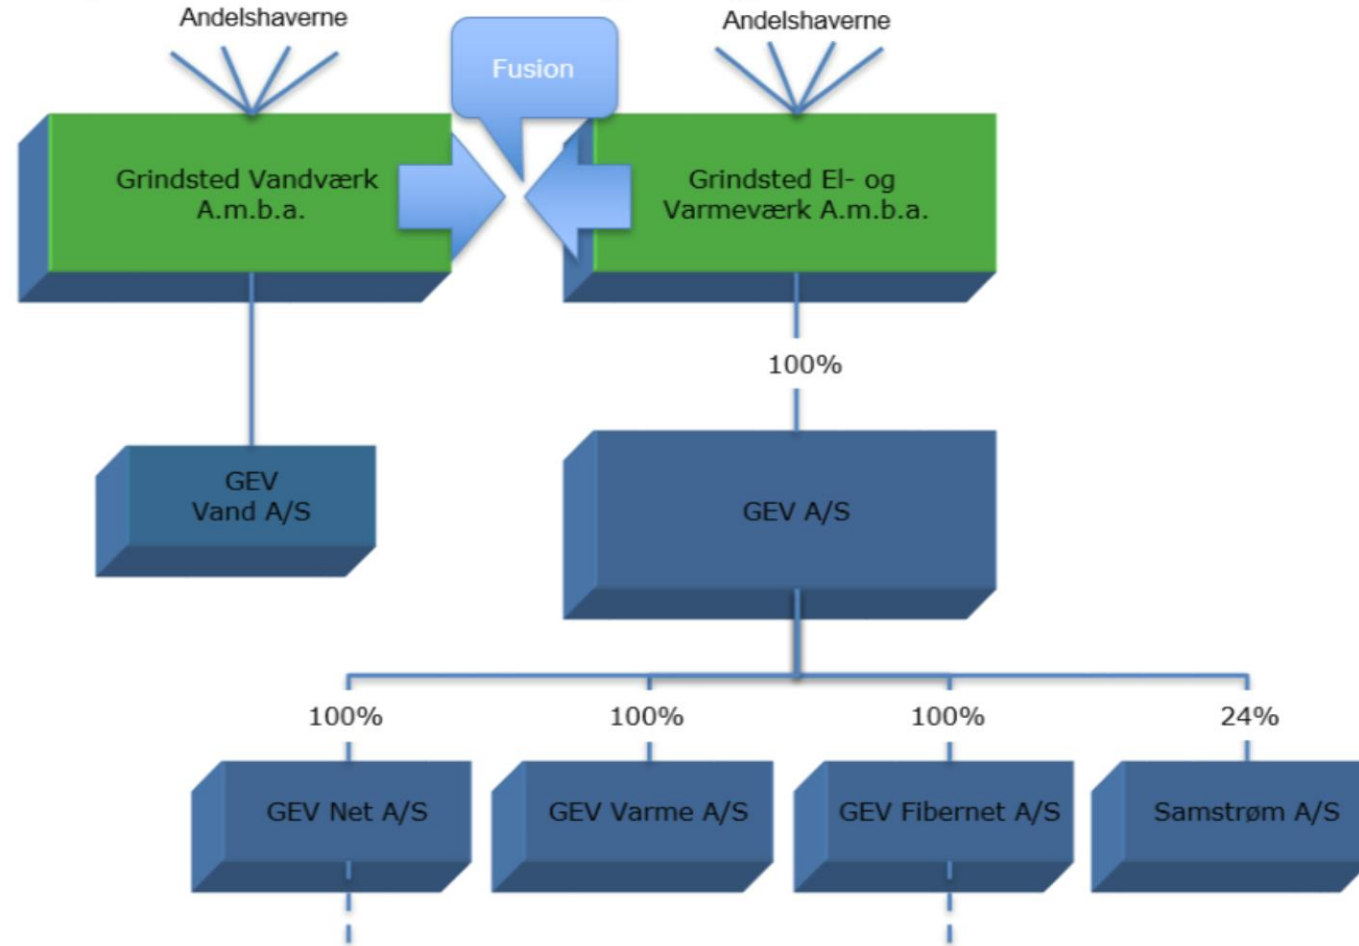 Andelshaverne
Andelshaverne
Fusion
Grindsted Vandværk
A.m.b.a.
Grindsted El- og
Varmeværk A.m.b.a.
100%
GEV
Vand A/S
GEV A/S
100%
100%
100%
24%
GEV Net A/S
GEV Varme A/S
GEV Fibernet A/S
Samstrøm A/S